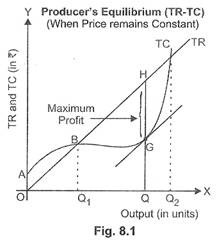 Y Producer's Equilibrium (TR-TC)
(When Price remains Constant)
TC TR
H
Maximum
Profit
TR and TC (in ₹)
B
G
A
O Q₁ Q Q₂ X
Output (in units)
Fig. 8.1